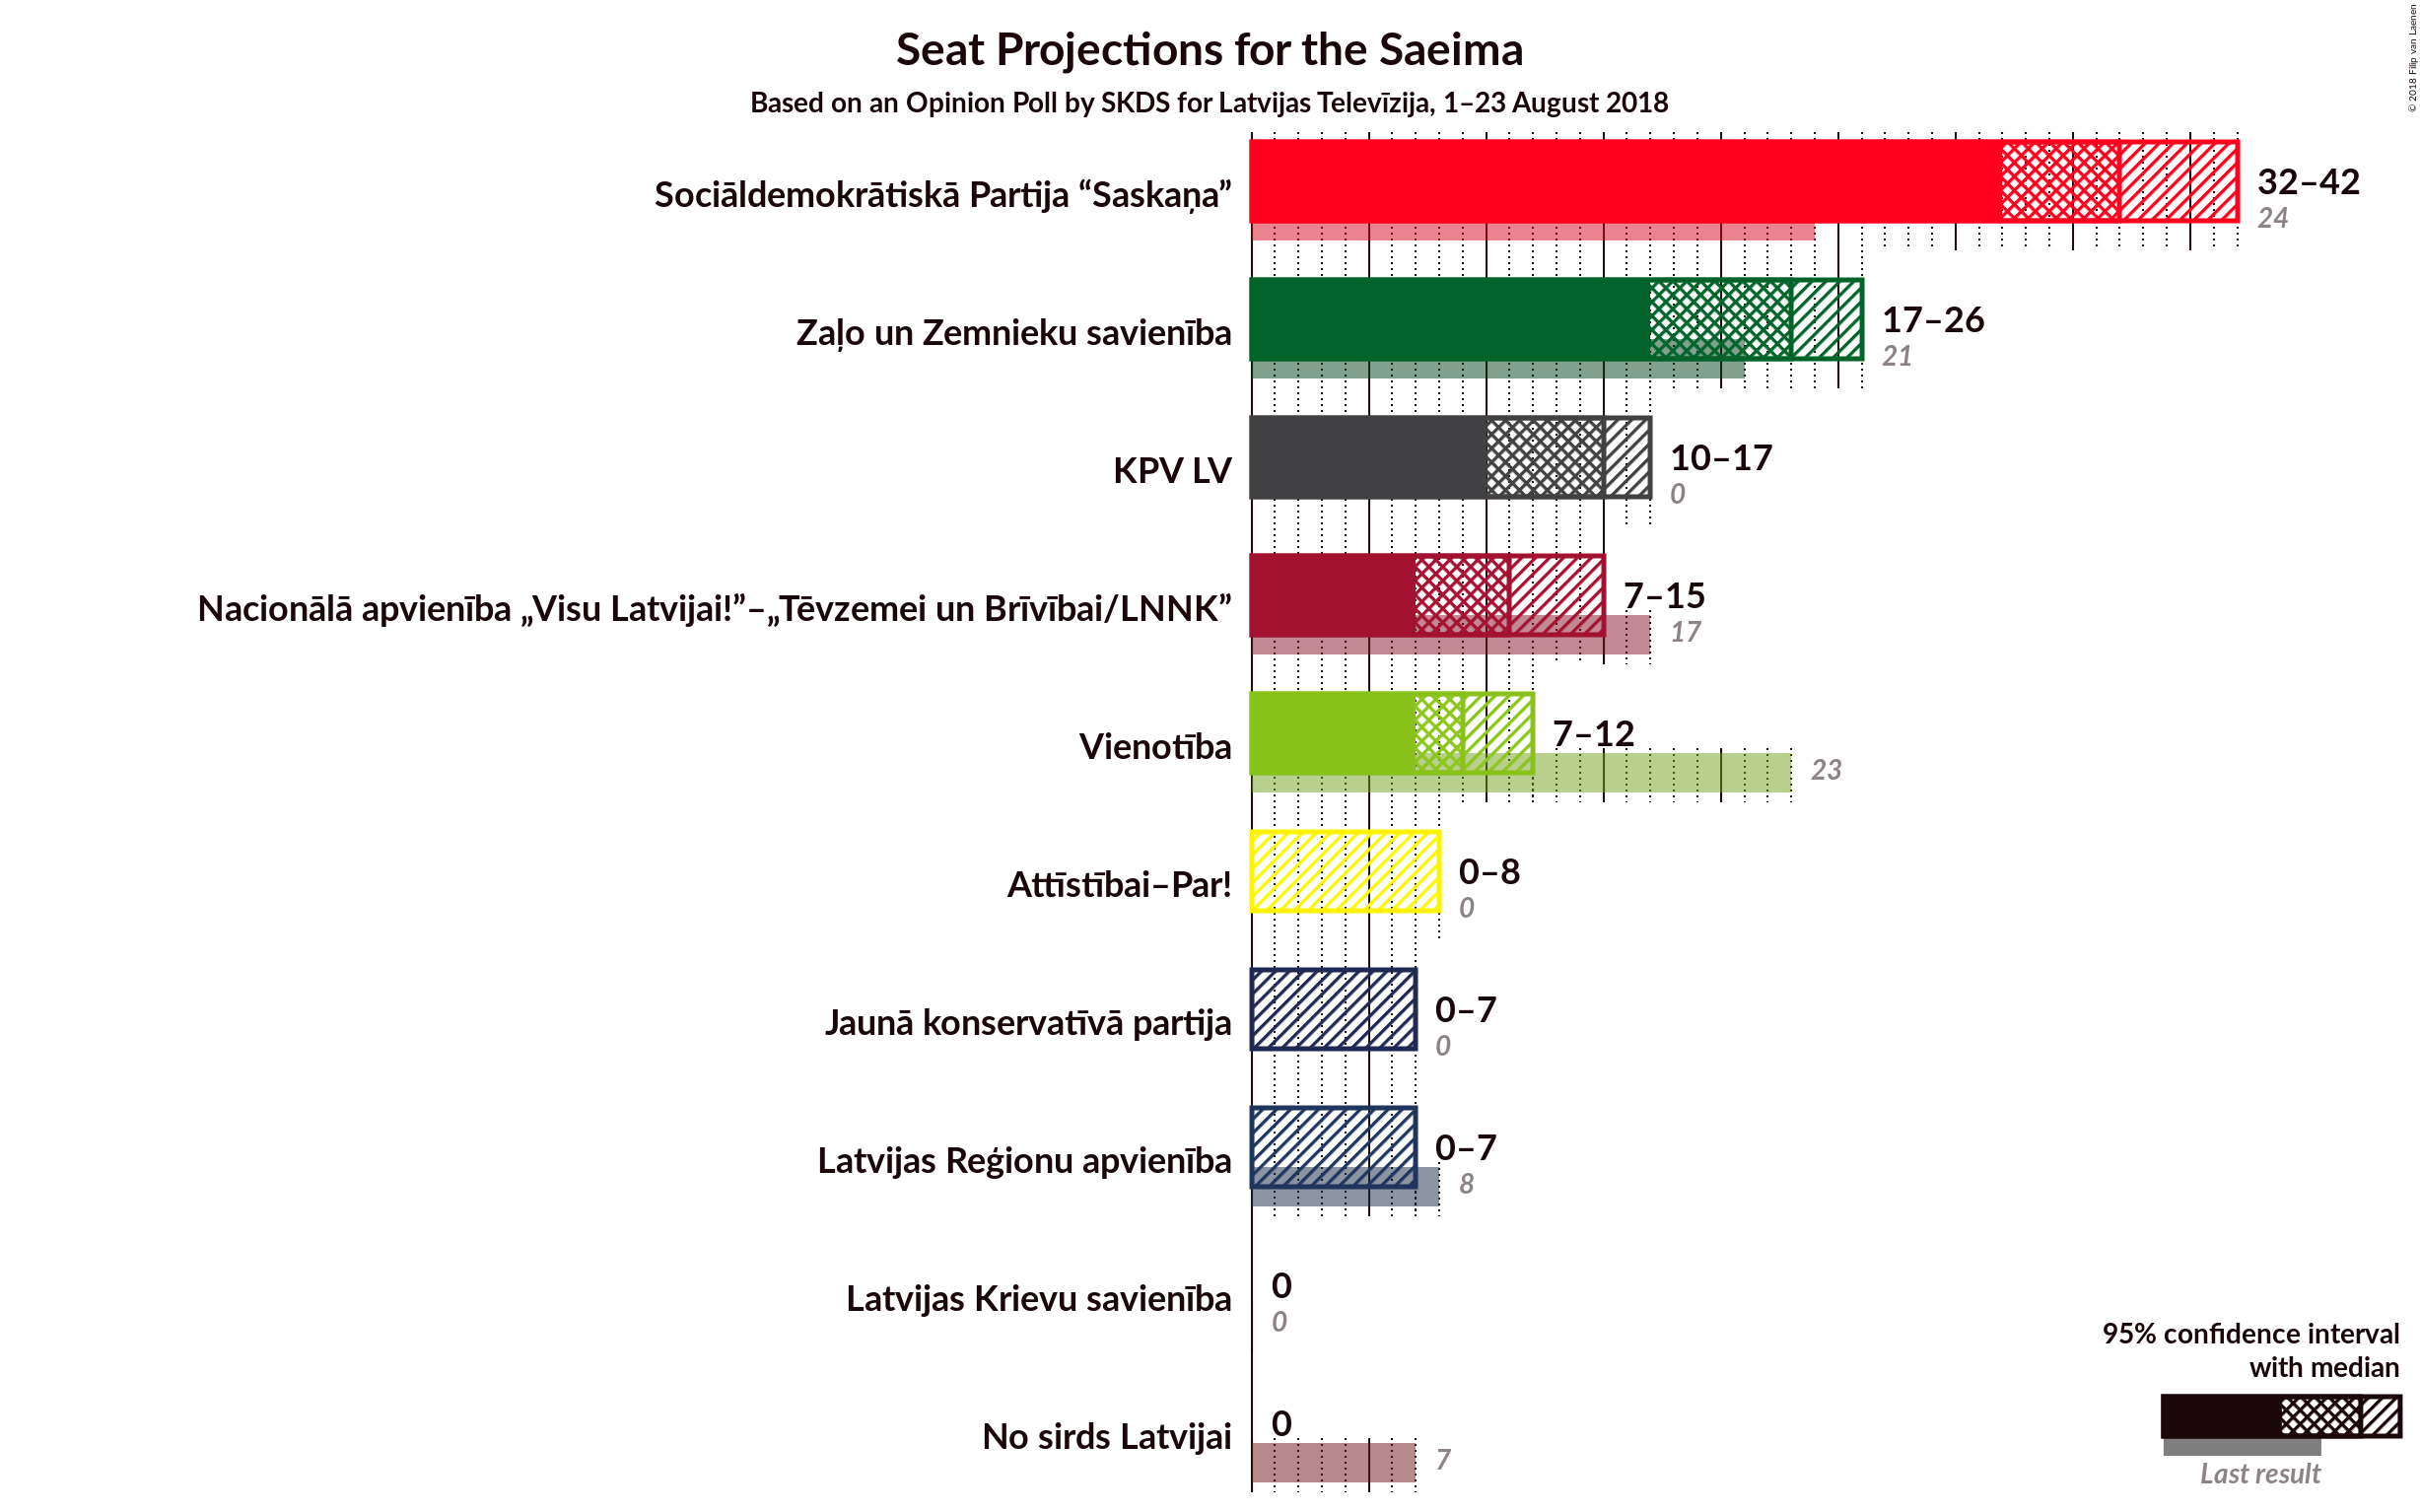 Seat Projections for the Saeima
Based on an Opinion Poll by SKDS for Latvijas Televīzija, 1–23 August 2018
© 2018 Filip van Laenen
Sociāldemokrātiskā Partija “Saskaņa”
32–42
24
Zaļo un Zemnieku savienība
17–26
21
KPV LV
10–17
0
Nacionālā apvienība „Visu Latvijai!”–„Tēvzemei un Brīvībai/LNNK”
7–15
17
Vienotība
7–12
23
Attīstībai–Par!
0–8
0
Jaunā konservatīvā partija
0–7
0
Latvijas Reģionu apvienība
0–7
8
Latvijas Krievu savienība
0
0
No sirds Latvijai
0
7
95% confidence interval
with median
Last result